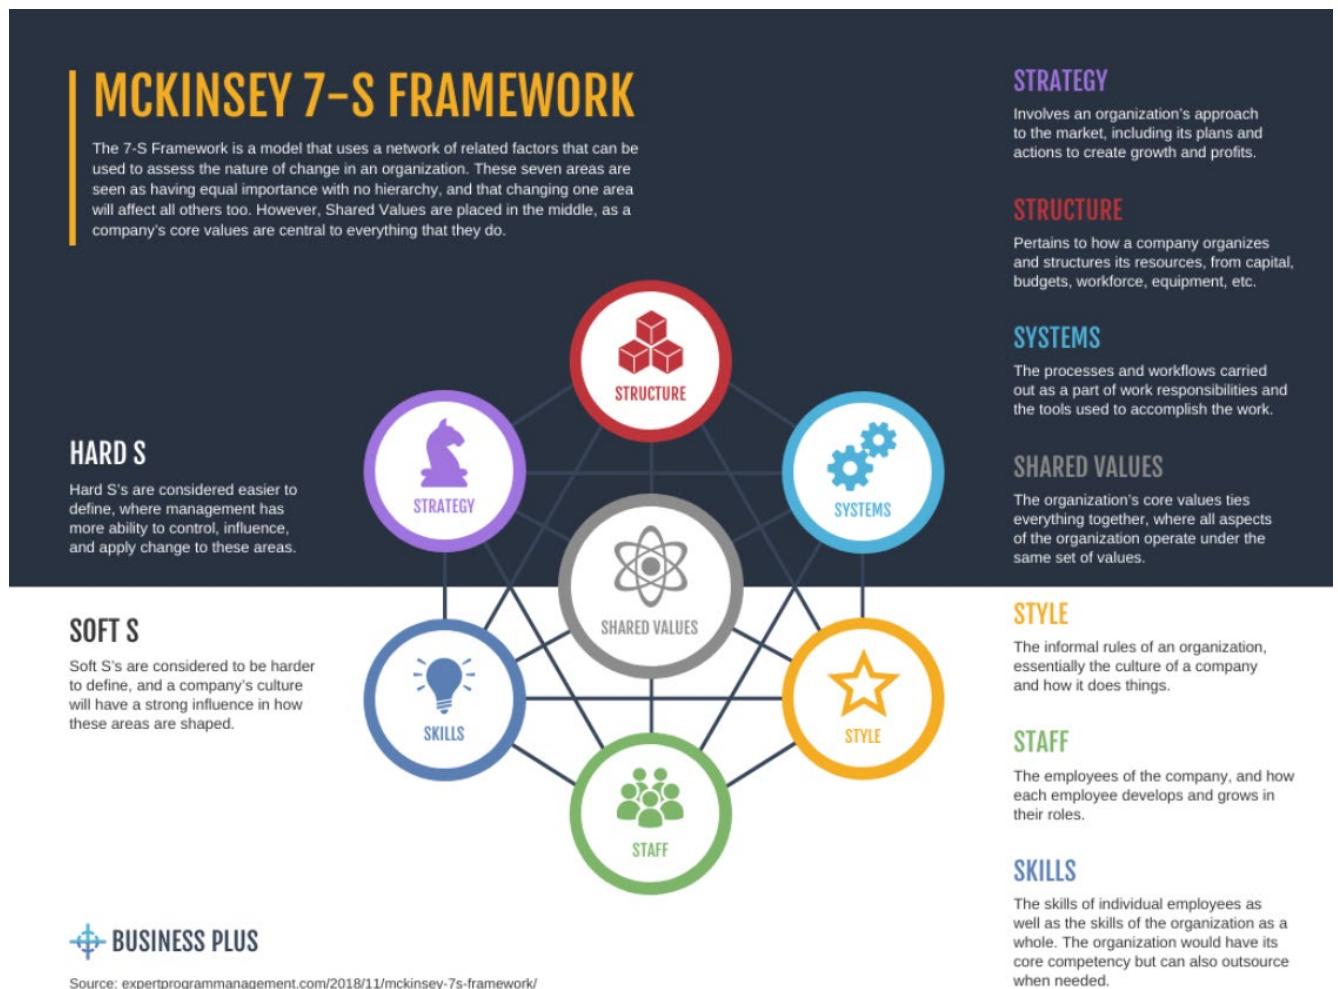 MCKINSEY 7-S FRAMEWORK
The 7-S Framework is a model that uses a network of related factors that can be
used to assess the nature of change in an organization. These seven areas are
seen as having equal importance with no hierarchy, and that changing one area
will affect all others too. However, Shared Values are placed in the middle, as a
company's core values are central to everything that they do.
HARD S
Hard S's are considered easier to
define, where management has
more ability to control, influence,
and apply change to these areas.
SOFT S
Soft S's are considered to be harder
to define, and a company's culture
will have a strong influence in how
these areas are shaped.
STRUCTURE
STRATEGY
SYSTEMS
SHARED VALUES
SKILLS
STYLE
STAFF
STRATEGY
Involves an organization's approach
to the market, including its plans and
actions to create growth and profits.
STRUCTURE
Pertains to how a company organizes
and structures its resources, from capital,
budgets, workforce, equipment, etc.
SYSTEMS
The processes and workflows carried
out as a part of work responsibilities and
the tools used to accomplish the work.
SHARED VALUES
The organization's core values ties
everything together, where all aspects
of the organization operate under the
same set of values.
STYLE
The informal rules of an organization,
essentially the culture of a company
and how it does things.
STAFF
The employees of the company, and how
each employee develops and grows in
their roles.
SKILLS
The skills of individual employees as
well as the skills of the organization as a
whole. The organization would have its
core competency but can also outsource
when needed.
BUSINESS PLUS
Source: expertprogrammanagement.com/2018/11/mckinsey-7s-framework/